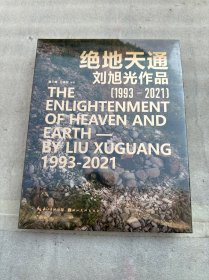 绝地天通
刘旭光作品
(1993-2021)
THE
ENLIGHTENMENT
OF HEAVEN AND
EARTH —
BY LIU XUGUANG
1993-2021